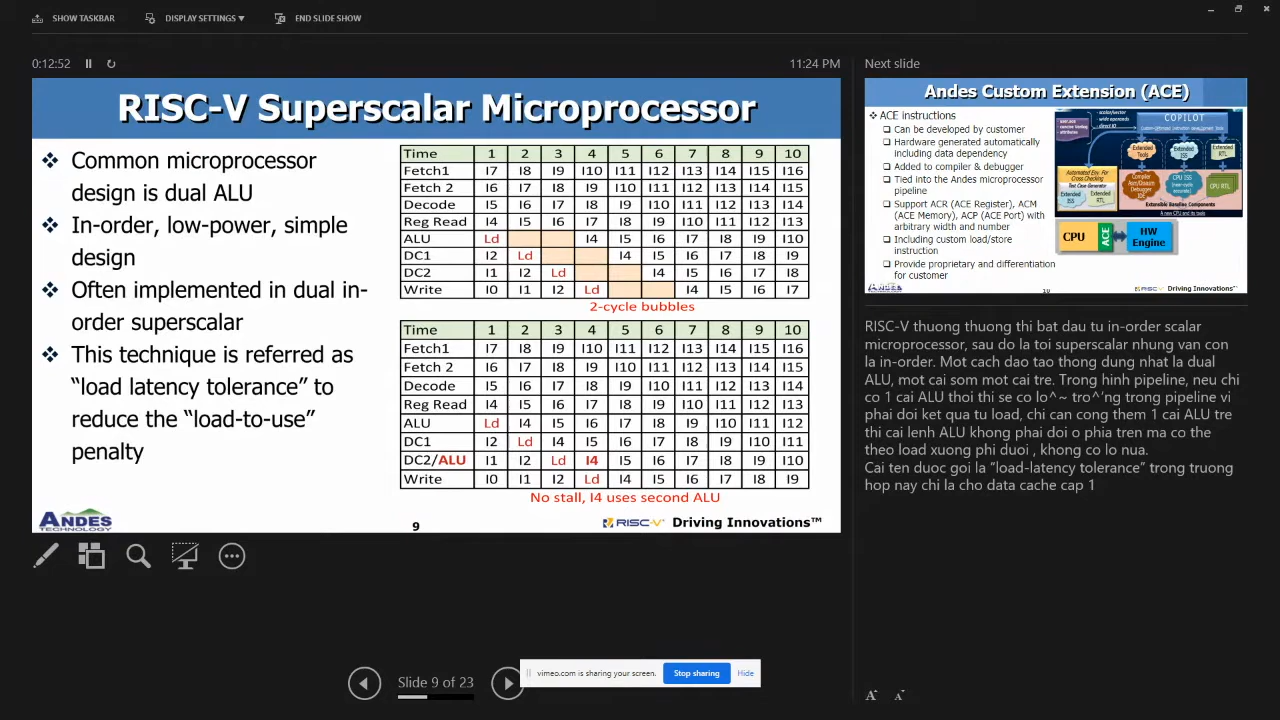 SHOW TASKBAR
DISPLAY SETTINGS ▼
END SLIDE SHOW
0:12:52
11:24 PM
RISC-V Superscalar Microprocessor
❖ Common microprocessor
design is dual ALU
❖ In-order, low-power, simple
design
❖ Often implemented in dual in-
order superscalar
❖ This technique is referred as
“load latency tolerance” to
reduce the “load-to-use”
penalty
Time 1 2 3 4 5 6 7 8 9 10
Fetch1 I7 I8 I9 I10 I11 I12 I13 I14 I15 I16
Fetch 2 I6 I7 I8 I9 I10 I11 I12 I13 I14 I15
Decode I5 I6 I7 I8 I9 I10 I11 I12 I13 I14
Reg Read I5 I6 I7 I8 I9 I10 I11 I12 I13
ALU Ld I4 I5 I6 I7 I8 I9 I10
DC1 I2 Ld I4 I5 I6 I7 I8 I9
DC2 I1 I2 Ld I4 I5 I6 I7 I8
Write I0 I1 I2 Ld I4 I5 I6 I7
2-cycle bubbles
Time 1 2 3 4 5 6 7 8 9 10
Fetch1 I7 I8 I9 I10 I11 I12 I13 I14 I15 I16
Fetch 2 I6 I7 I8 I9 I10 I11 I12 I13 I14 I15
Decode I5 I6 I7 I8 I9 I10 I11 I12 I13 I14
Reg Read I4 I5 I6 I7 I8 I9 I10 I11 I12 I13
ALU Ld I4 I5 I6 I7 I8 I9 I10 I11 I12
DC1 I2 Ld I4 I5 I6 I7 I8 I9 I10 I11
DC2/ALU I1 I2 Ld I4 I5 I6 I7 I8 I9 I10
Write I0 I1 I2 Ld I4 I5 I6 I7 I8 I9
No stall, I4 uses second ALU
ANDES
TECHNOLOGY
9
RISC-V Driving Innovations™
Slide 9 of 23
vimeo.com is sharing your screen.
Stop sharing
Hide
Next slide
Andes Custom Extension (ACE)
❖ ACE instructions
Can be developed by customer
Hardware generated automatically
including data dependency
Added to compiler & debugger
Tied into the Andes microprocessor
pipeline
Support ACR (ACE Register), ACM
(ACE Memory), ACP (ACE Port) with
arbitrary width and number
Including custom load/store
instruction
Provide proprietary and differentiation
for customer
COPILOT
Extended
Tools
Extended
ISS
Extended
RTL
CPU RTL
CPU
ACE
HW
Engine
ANDES
10
RISC-V Driving Innovations™
RISC-V thuong thuong thi bat dau tu in-order scalar
microprocessor, sau do la toi superscalar nhung van con
la in-order. Mot cach dao tao thong dung nhat la dual
ALU, mot cai som mot cai tre. Trong hinh pipeline, neu chi
co 1 cai ALU thoi thi se co lo^~ tro^'ng trong pipeline vi
phai doi ket qua tu load, chi can cong them 1 cai ALU tre
thi cai lenh ALU khong phai doi o phia tren ma co the
theo load xuong phi duoi , khong co lo nua.
Cai ten duoc goi la ”load-latency tolerance” trong truong
hop nay chi la cho data cache cap 1